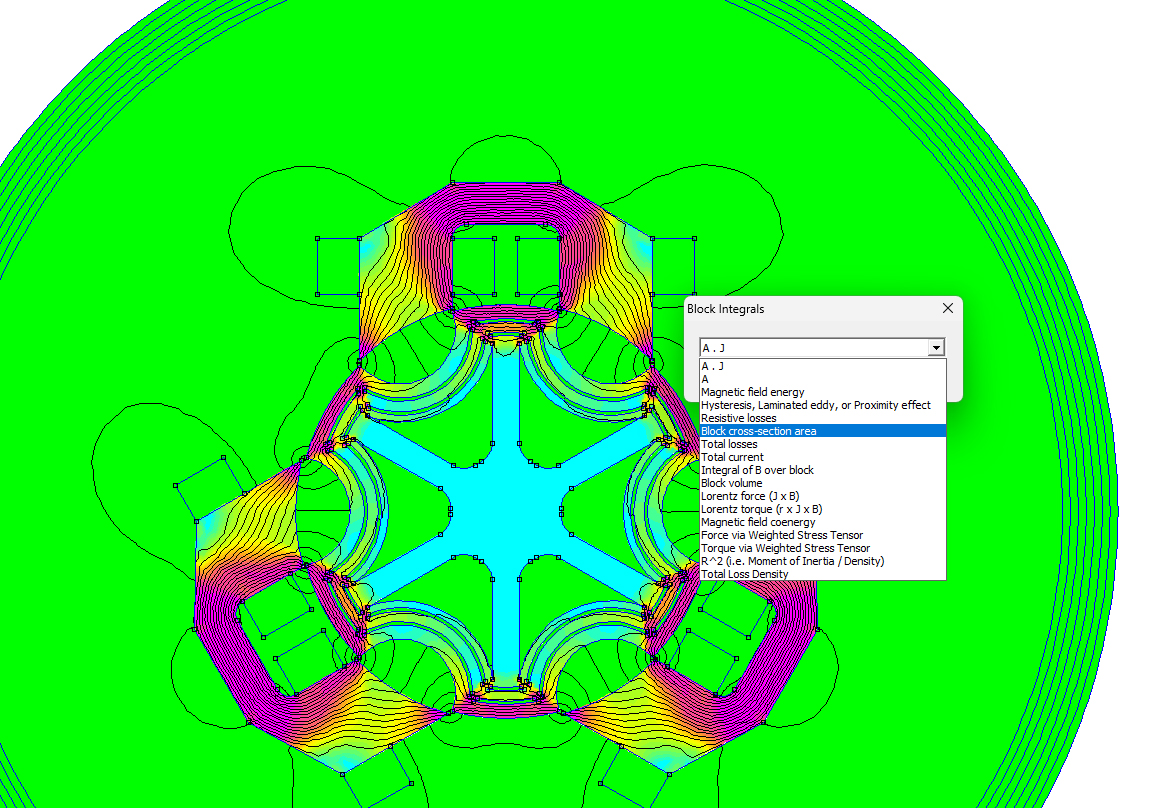 Block Integrals
A . J
A . J
A
Magnetic field energy
Hysteresis, Laminated eddy, or Proximity effect
Resistive losses
Block cross-section area
Total losses
Total current
Integral of B over block
Block volume
Lorentz force (J x B)
Lorentz torque (r x J x B)
Magnetic field coenergy
Force via Weighted Stress Tensor
Torque via Weighted Stress Tensor
R^2 (i.e. Moment of Inertia / Density)
Total Loss Density